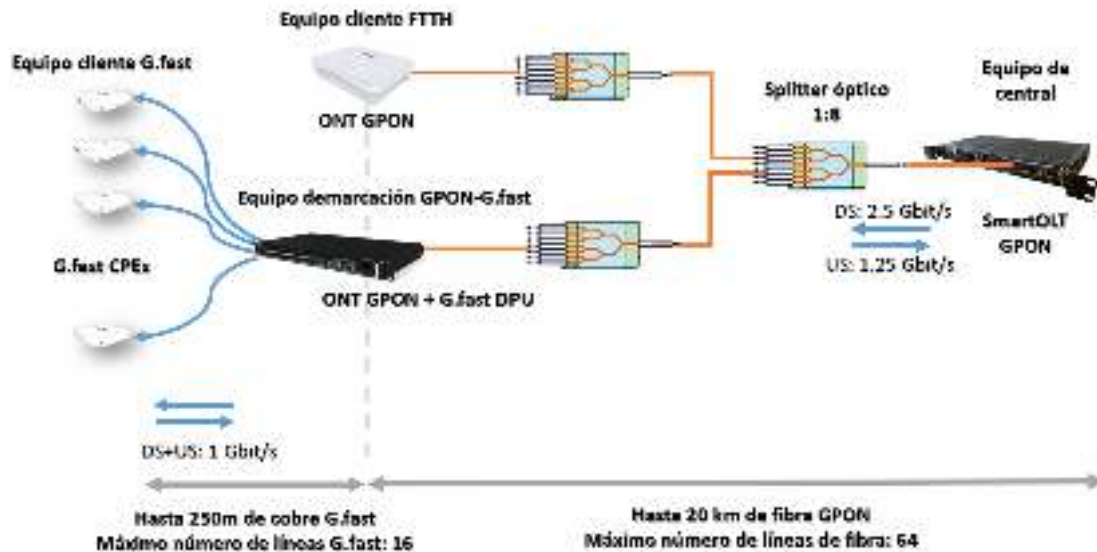 Equipo cliente FTTH
Equipo cliente G.fast
ONT GPON
Splitter óptico
1:8
Equipo de
central
Equipo demarcación GPON-G.fast
DS: 2.5 Gbit/s
US: 1.25 Gbit/s
SmartOLT
GPON
G.fast CPEx
ONT GPON + G.fast DPU
DS+US: 1 Gbit/s
Hasta 250m de cobre G.fast
Máximo número de líneas G.fast: 16
Hasta 20 km de fibra GPON
Máximo número de líneas de fibra: 64